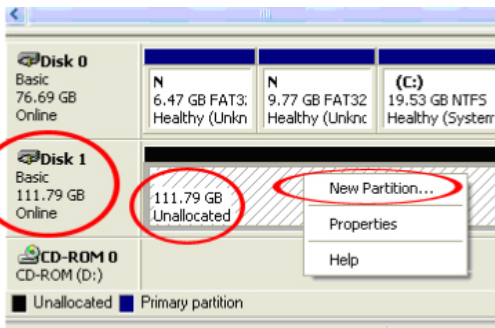 Disk 0
Basic
76.69 GB
Online
N
6.47 GB FAT3:
Healthy (Unkn
N
9.77 GB FAT32
Healthy (Unknc
(C:)
19.53 GB NTFS
Healthy (System
Disk 1
Basic
111.79 GB
Online
111.79 GB
Unallocated
New Partition...
Properties
Help
CD-ROM 0
CD-ROM (D:)
Unallocated Primary partition